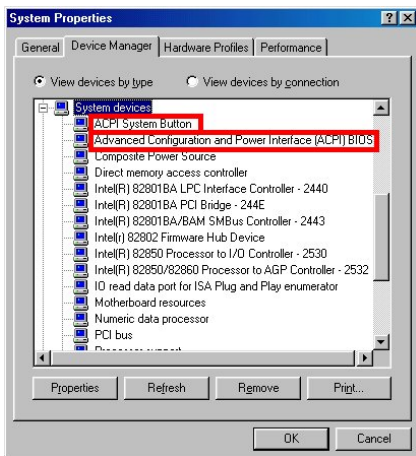 System Properties
General Device Manager Hardware Profiles Performance
View devices by type View devices by connection
System devices
ACPI System Button
Advanced Configuration and Power Interface (ACPI) BIOS
Composite Power Source
Direct memory access controller
Intel(R) 82801BA LPC Interface Controller - 2440
Intel(R) 82801BA PCI Bridge - 244E
Intel(R) 82801BA/BAM SMBus Controller - 2443
Intel(r) 82802 Firmware Hub Device
Intel(R) 82850 Processor to I/O Controller - 2530
Intel(R) 82850/82860 Processor to AGP Controller - 2532
IO read data port for ISA Plug and Play enumerator
Motherboard resources
Numeric data processor
PCI bus
Processor support
Properties Refresh Remove Print...
OK Cancel